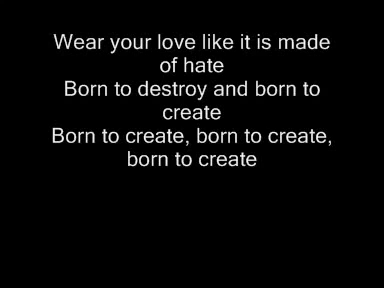 Wear your love like it is made
of hate
Born to destroy and born to
create
Born to create, born to create,
born to create